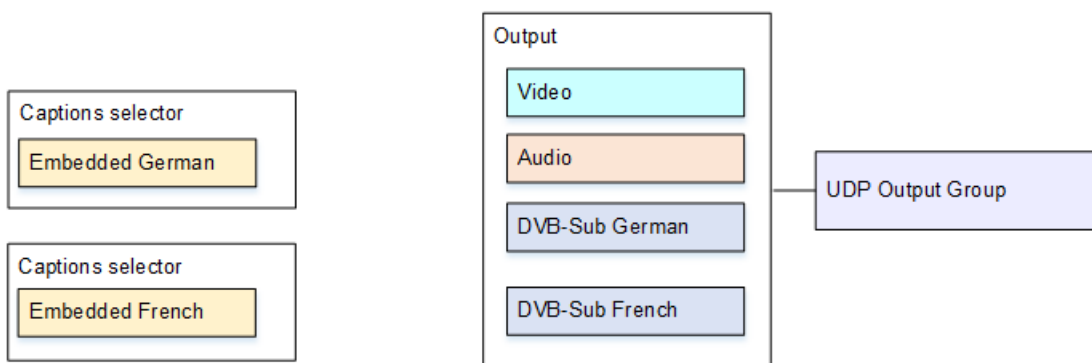 Captions selector
Embedded German
Captions selector
Embedded French
Output
Video
Audio
DVB-Sub German
DVB-Sub French
UDP Output Group